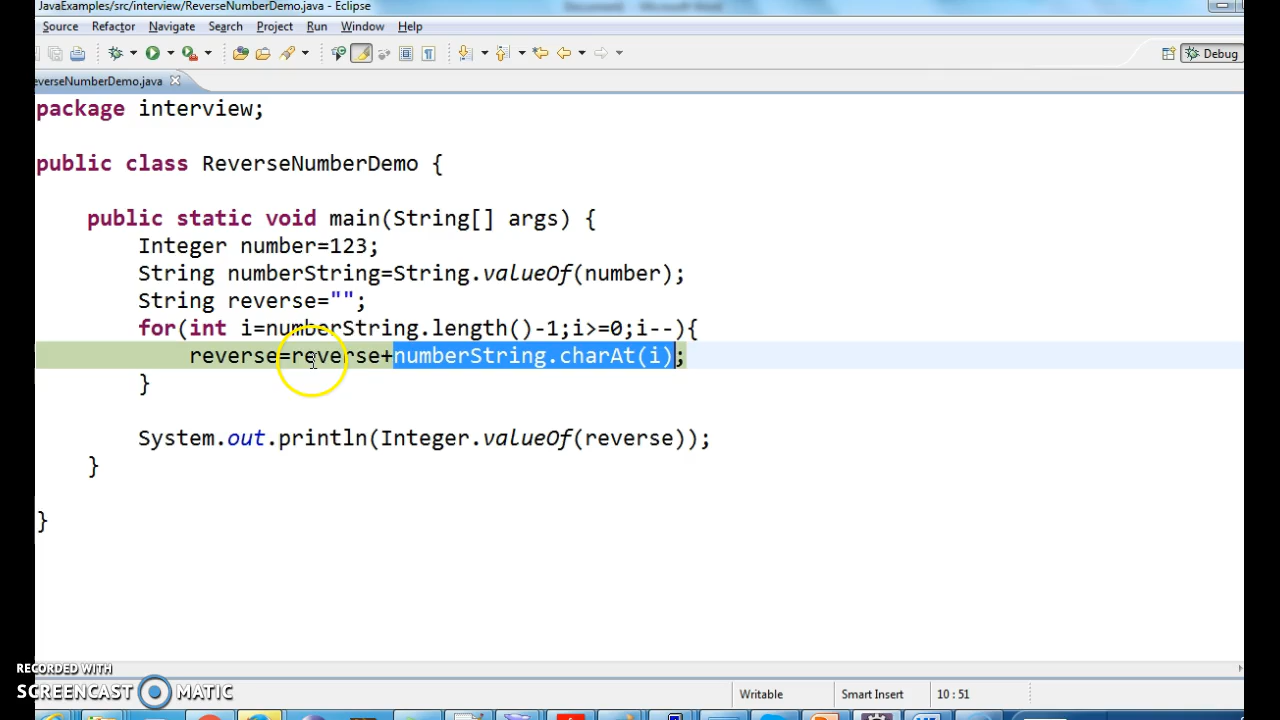 JavaExamples/src/interview/ReverseNumberDemo.java - Eclipse
Source Refactor Navigate Search Project Run Window Help
Debug
everseNumberDemo.java
package interview;
public class ReverseNumberDemo {
public static void main(String[] args) {
Integer number=123;
String numberString=String.valueOf(number);
String reverse="";
for(int i=numberString.length()-1;i>=0;i--){
reverse=reverse+numberString.charAt(i);
}
System.out.println(Integer.valueOf(reverse));
}
}
RECORDED WITH
SCREENCAST MATIC
Writable Smart Insert 10 : 51